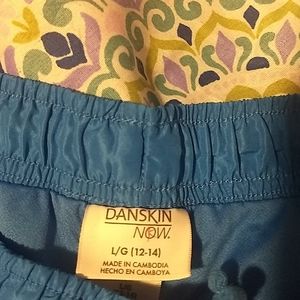 DANSKIN
NOW.
L/G (12-14)
MADE IN CAMBODIA
HECHO EN CAMBOYA